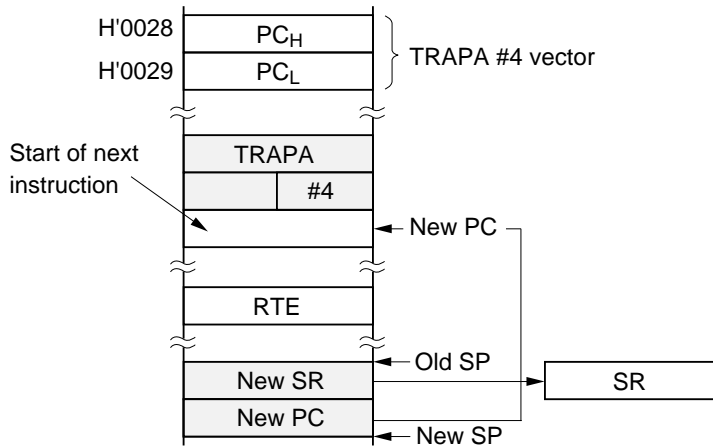 H'0028
PCH
H'0029
PCL
TRAPA #4 vector
Start of next
instruction
TRAPA
#4
New PC
RTE
Old SP
New SR
SR
New PC
New SP